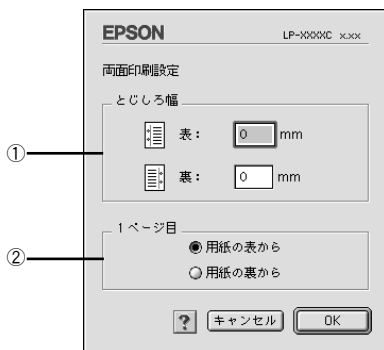 EPSON LP-XXXXC x.xx
両面印刷設定
とじしろ幅
① 表： 0 mm
裏： 0 mm
1ページ目
② 用紙の表から
用紙の裏から
? キャンセル OK